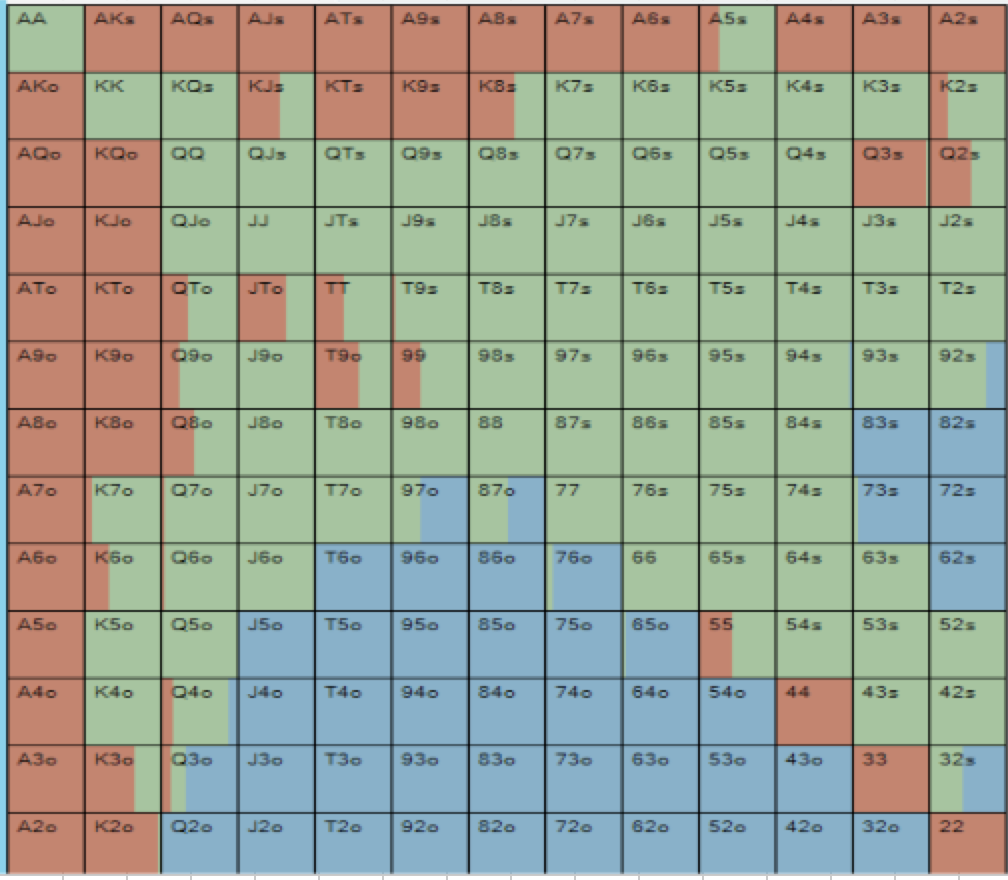 AA AKs AQs AJs ATs A9s A8s A7s A6s A5s A4s A3s A2s
AKo KK KQs KJs KTs K9s K8s K7s K6s K5s K4s K3s K2s
AQo KQo QQ QJs QTs Q9s Q8s Q7s Q6s Q5s Q4s Q3s Q2s
AJo KJo QJo JJ JTs J9s J8s J7s J6s J5s J4s J3s J2s
ATo KTo QTo JTo TT T9s T8s T7s T6s T5s T4s T3s T2s
A9o K9o Q9o J9o T9o 99 98s 97s 96s 95s 94s 93s 92s
A8o K8o Q8o J8o T8o 98o 88 87s 86s 85s 84s 83s 82s
A7o K7o Q7o J7o T7o 97o 87o 77 76s 75s 74s 73s 72s
A6o K6o Q6o J6o T6o 96o 86o 76o 66 65s 64s 63s 62s
A5o K5o Q5o J5o T5o 95o 85o 75o 65o 55 54s 53s 52s
A4o K4o Q4o J4o T4o 94o 84o 74o 64o 54o 44 43s 42s
A3o K3o Q3o J3o T3o 93o 83o 73o 63o 53o 43o 33 32s
A2o K2o Q2o J2o T2o 92o 82o 72o 62o 52o 42o 32o 22